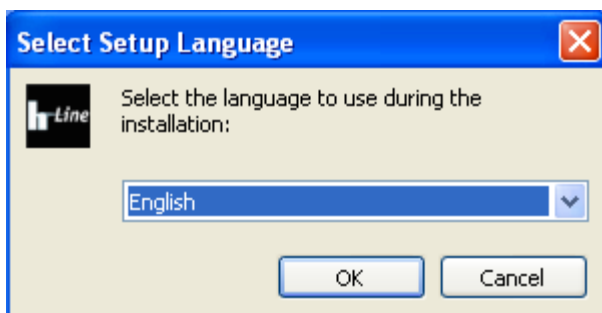 Select Setup Language
h-Line
Select the language to use during the
installation:
English
OK
Cancel